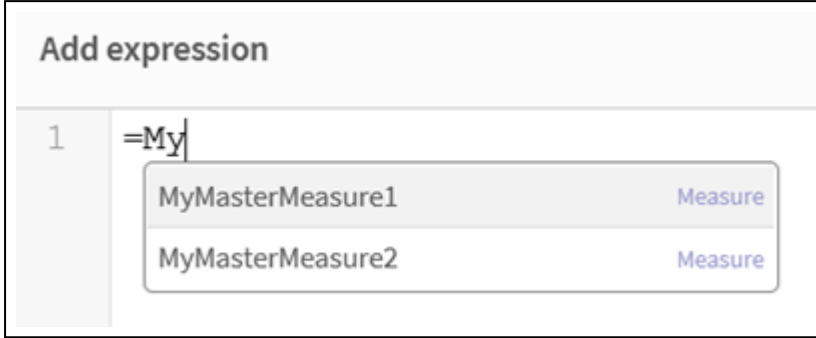 Add expression
1 =My
MyMasterMeasure1 Measure
MyMasterMeasure2 Measure